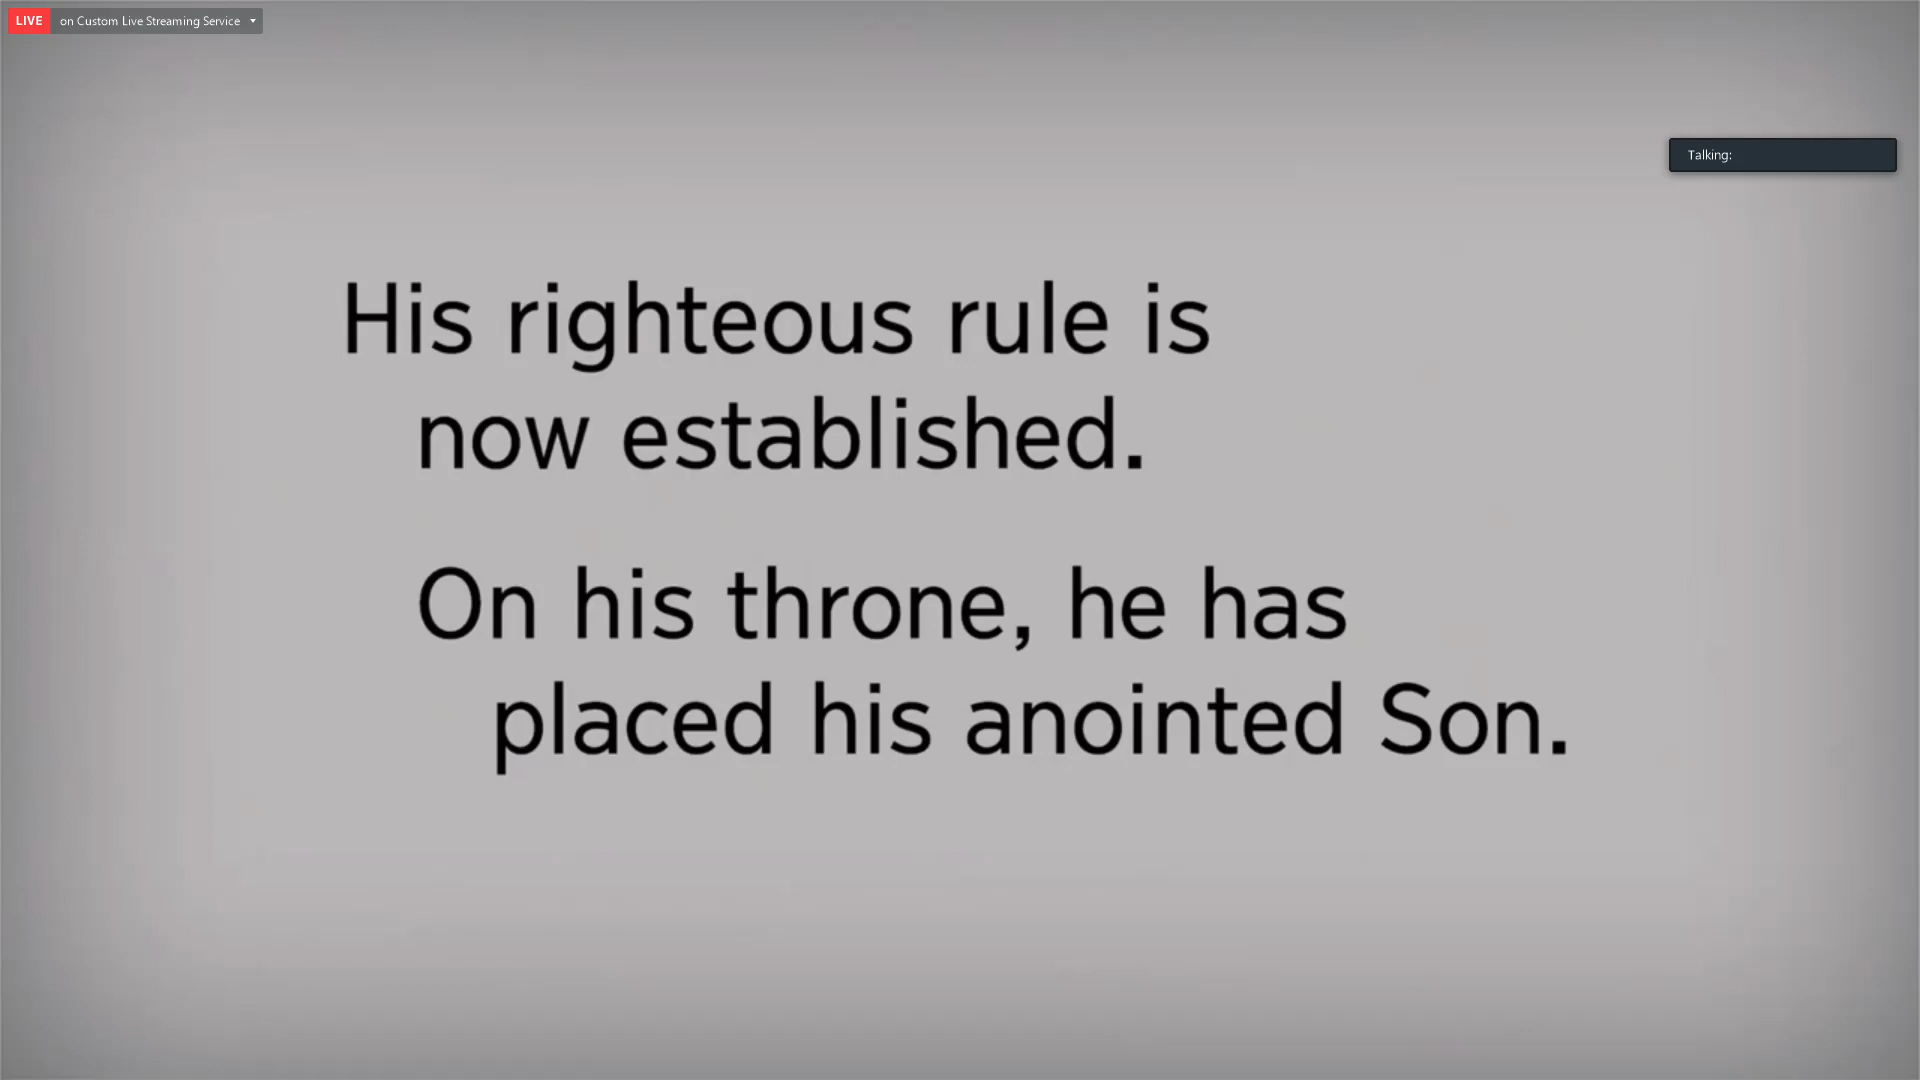 LIVE on Custom Live Streaming Service
Talking:
His righteous rule is
now established.
On his throne, he has
placed his anointed Son.